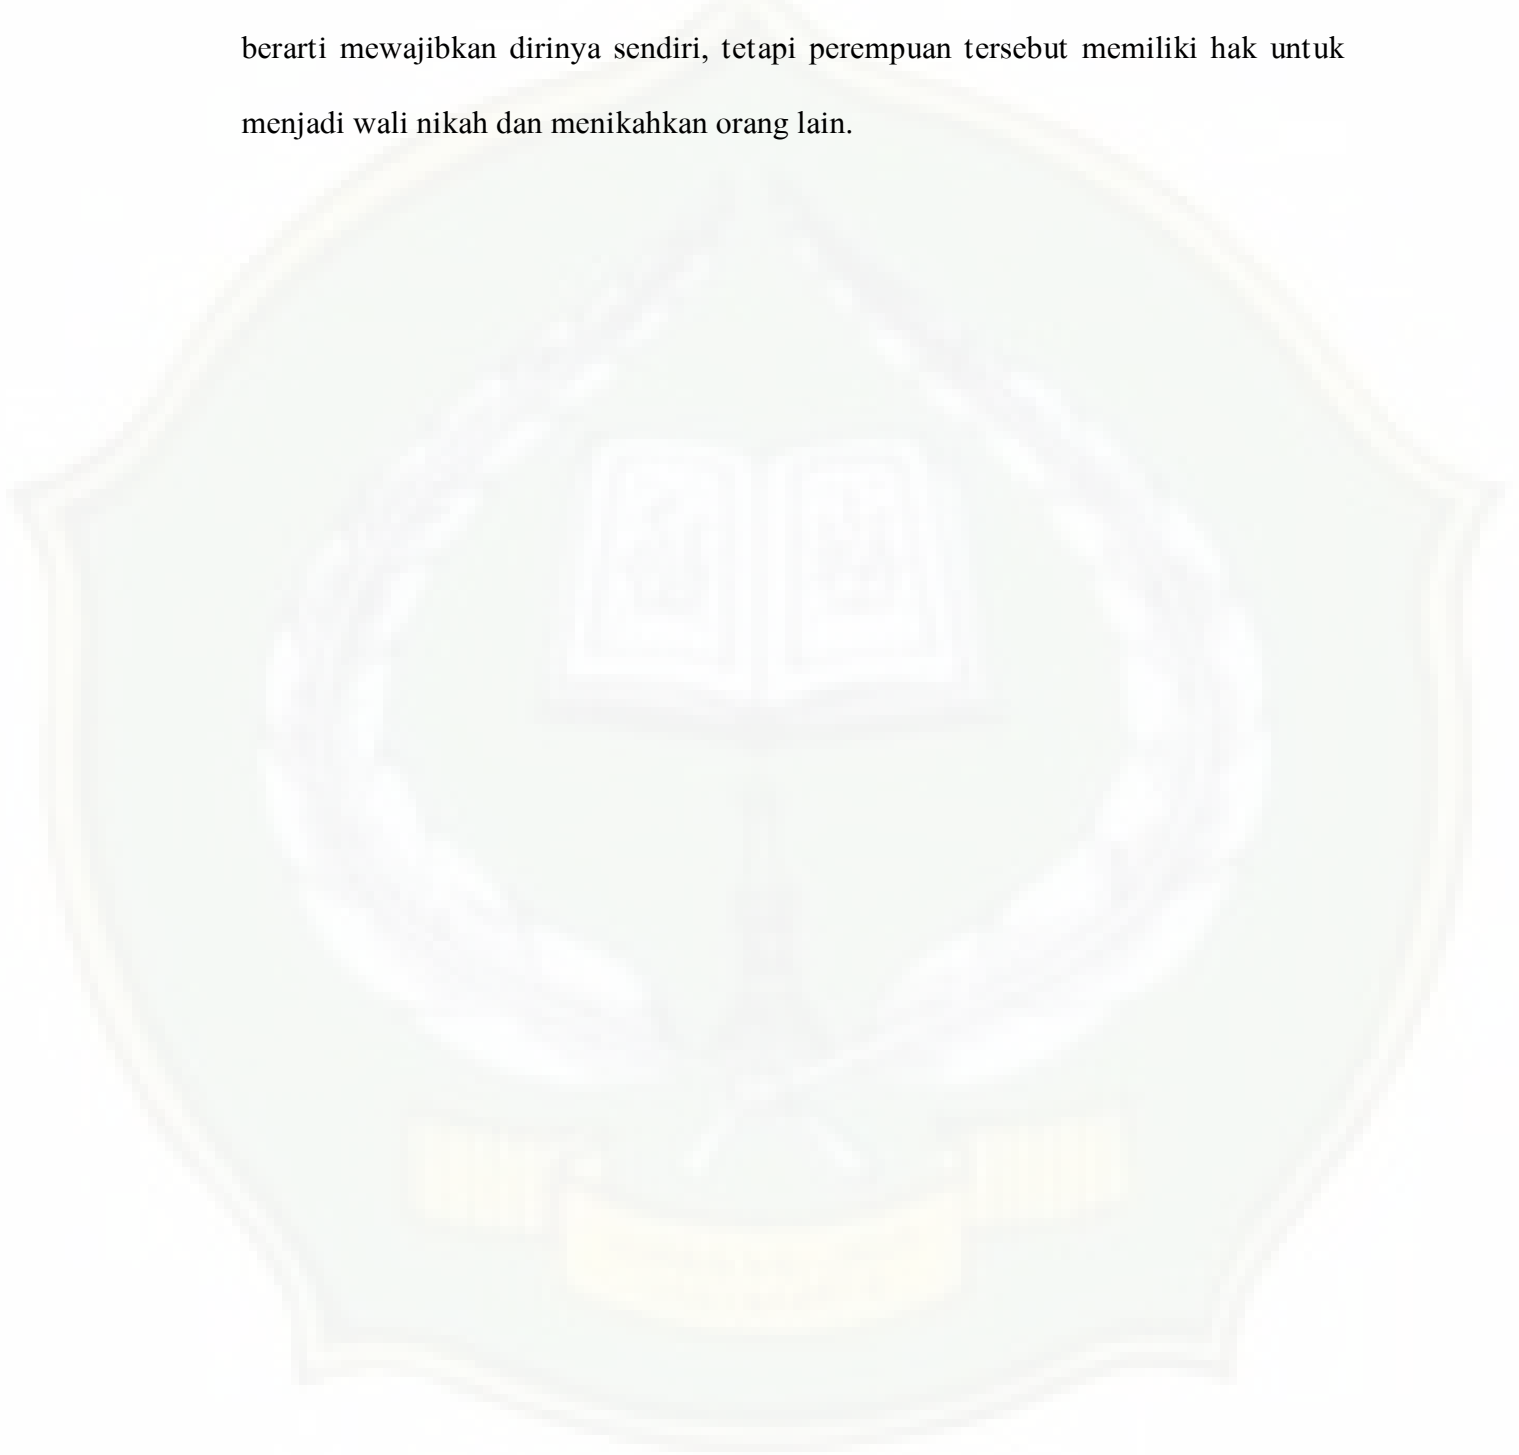 berarti mewajibkan dirinya sendiri, tetapi perempuan tersebut memiliki hak untuk
menjadi wali nikah dan menikahkan orang lain.